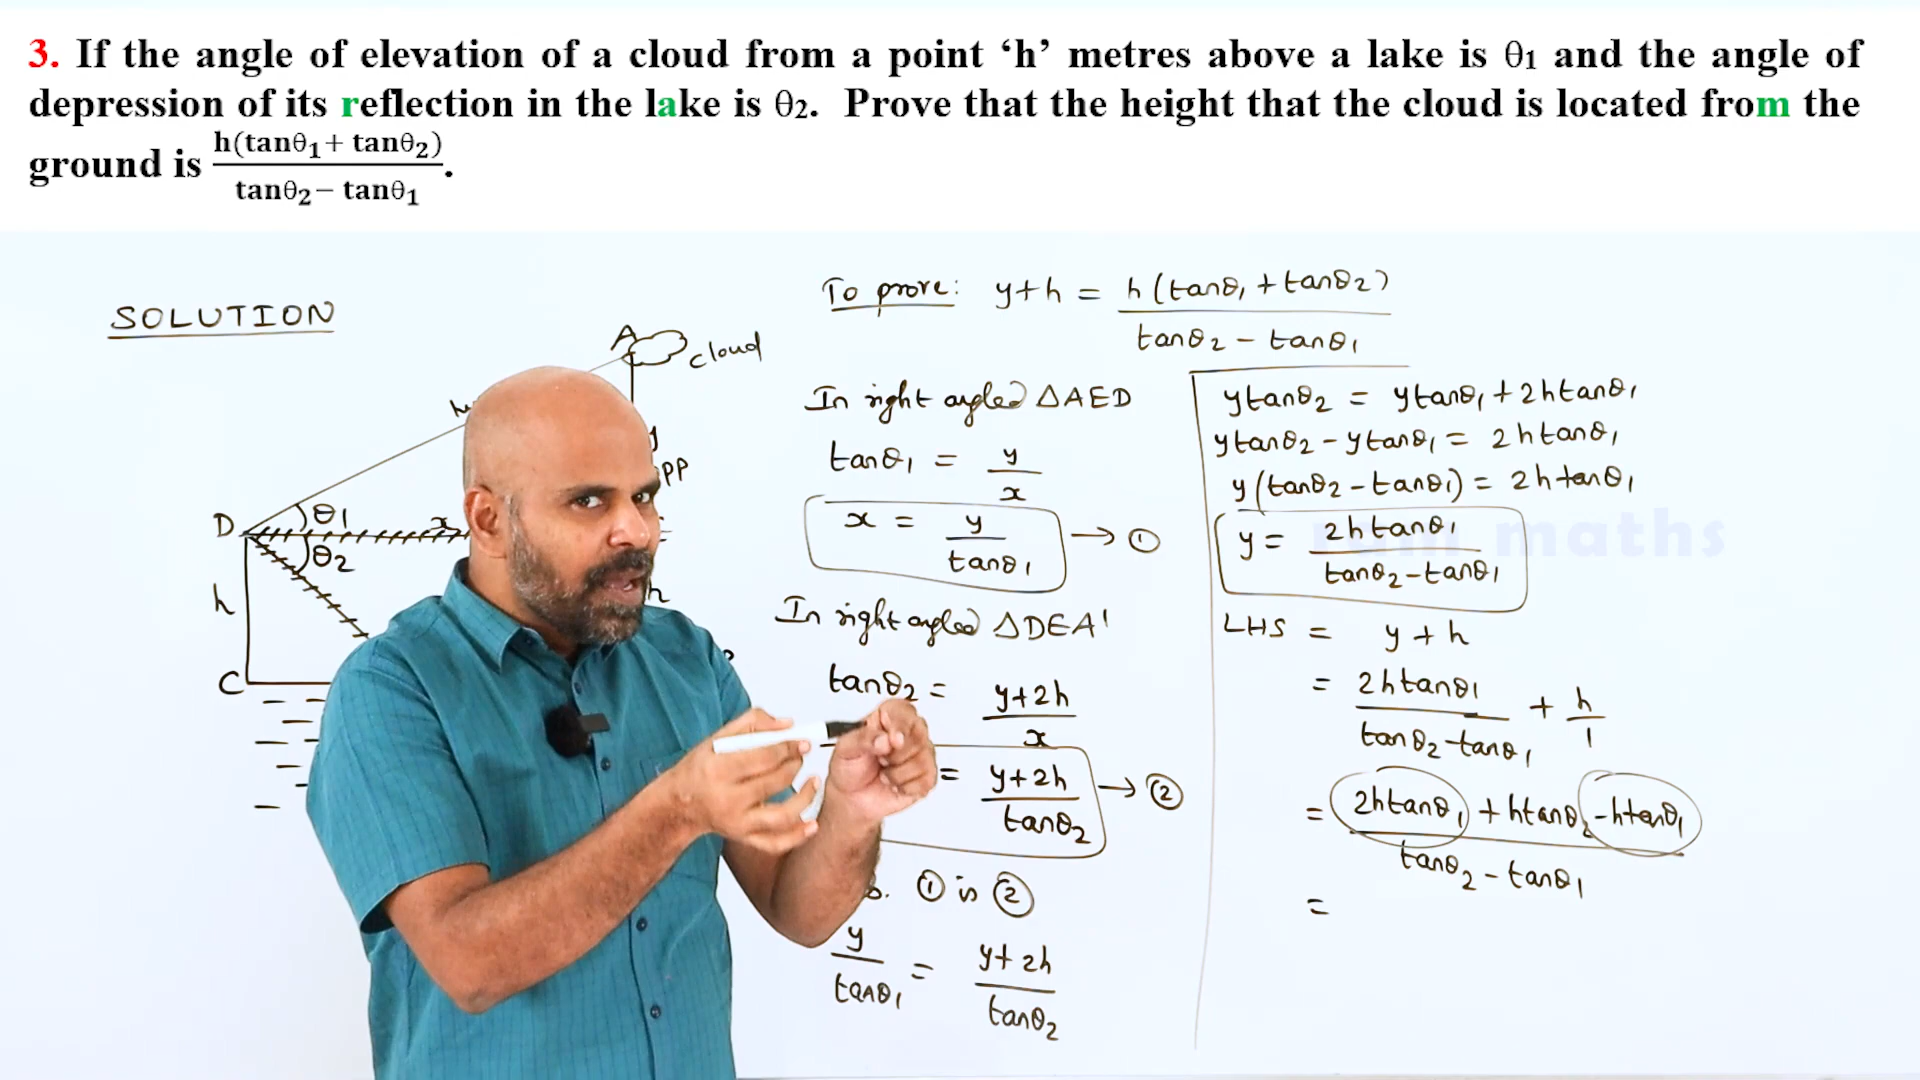 3. If the angle of elevation of a cloud from a point ‘h’ metres above a lake is θ1 and the angle of
depression of its reflection in the lake is θ2. Prove that the height that the cloud is located from the
ground is h(tanθ₁+ tanθ₂) / tanθ₂− tanθ₁ .
SOLUTION
A
cloud
D
θ1
x
θ2
h
C
y
PP
h
To prove: y+h = h(tanθ₁ + tanθ₂) / tanθ₂ − tanθ₁
In right angled △AED
tanθ₁ = y / x
x = y / tanθ₁ → ①
In right angled △DEA'
tanθ₂ = y+2h / x
= y+2h / tanθ₂ → ②
① is ②
y / tanθ₁ = y+2h / tanθ₂
ytanθ₂ = ytanθ₁ + 2htanθ₁
ytanθ₂ − ytanθ₁ = 2htanθ₁
y(tanθ₂ − tanθ₁) = 2htanθ₁
y = 2htanθ₁ / tanθ₂−tanθ₁
maths
LHS = y + h
= 2htanθ₁ / tanθ₂−tanθ₁ + h / 1
= 2htanθ₁ + htanθ₂ − htanθ₁ / tanθ₂ − tanθ₁
=